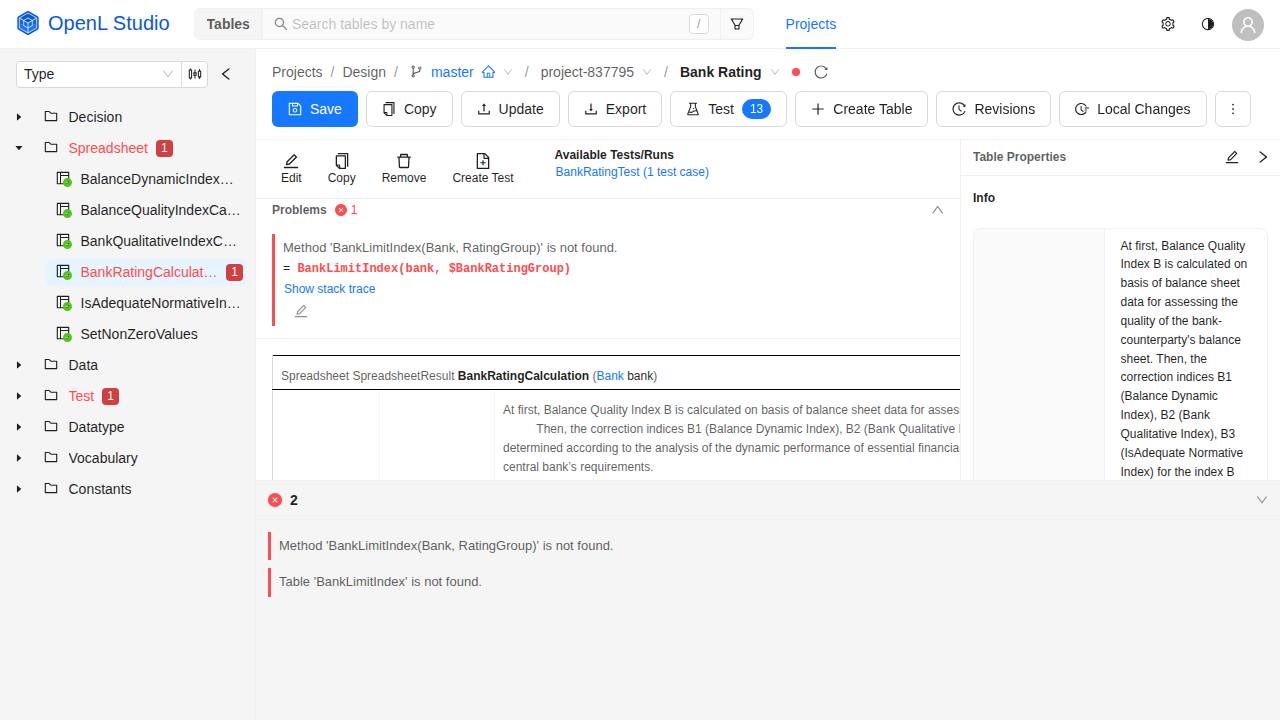 OpenL Studio
Tables
Search tables by name
/
Projects
Type
Projects / Design / master / project-837795 / Bank Rating
Save
Copy
Update
Export
Test 13
Create Table
Revisions
Local Changes
Decision
Spreadsheet 1
BalanceDynamicIndex…
BalanceQualityIndexCa…
BankQualitativeIndexC…
BankRatingCalculat… 1
IsAdequateNormativeIn…
SetNonZeroValues
Data
Test 1
Datatype
Vocabulary
Constants
Edit
Copy
Remove
Create Test
Available Tests/Runs
BankRatingTest (1 test case)
Problems 1
Method 'BankLimitIndex(Bank, RatingGroup)' is not found.
= BankLimitIndex(bank, $BankRatingGroup)
Show stack trace
Spreadsheet SpreadsheetResult BankRatingCalculation (Bank bank)
At first, Balance Quality Index B is calculated on basis of balance sheet data for asses
Then, the correction indices B1 (Balance Dynamic Index), B2 (Bank Qualitative
determined according to the analysis of the dynamic performance of essential financia
central bank's requirements.
Table Properties
Info
At first, Balance Quality
Index B is calculated on
basis of balance sheet
data for assessing the
quality of the bank-
counterparty's balance
sheet. Then, the
correction indices B1
(Balance Dynamic
Index), B2 (Bank
Qualitative Index), B3
(IsAdequate Normative
Index) for the index B
2
Method 'BankLimitIndex(Bank, RatingGroup)' is not found.
Table 'BankLimitIndex' is not found.